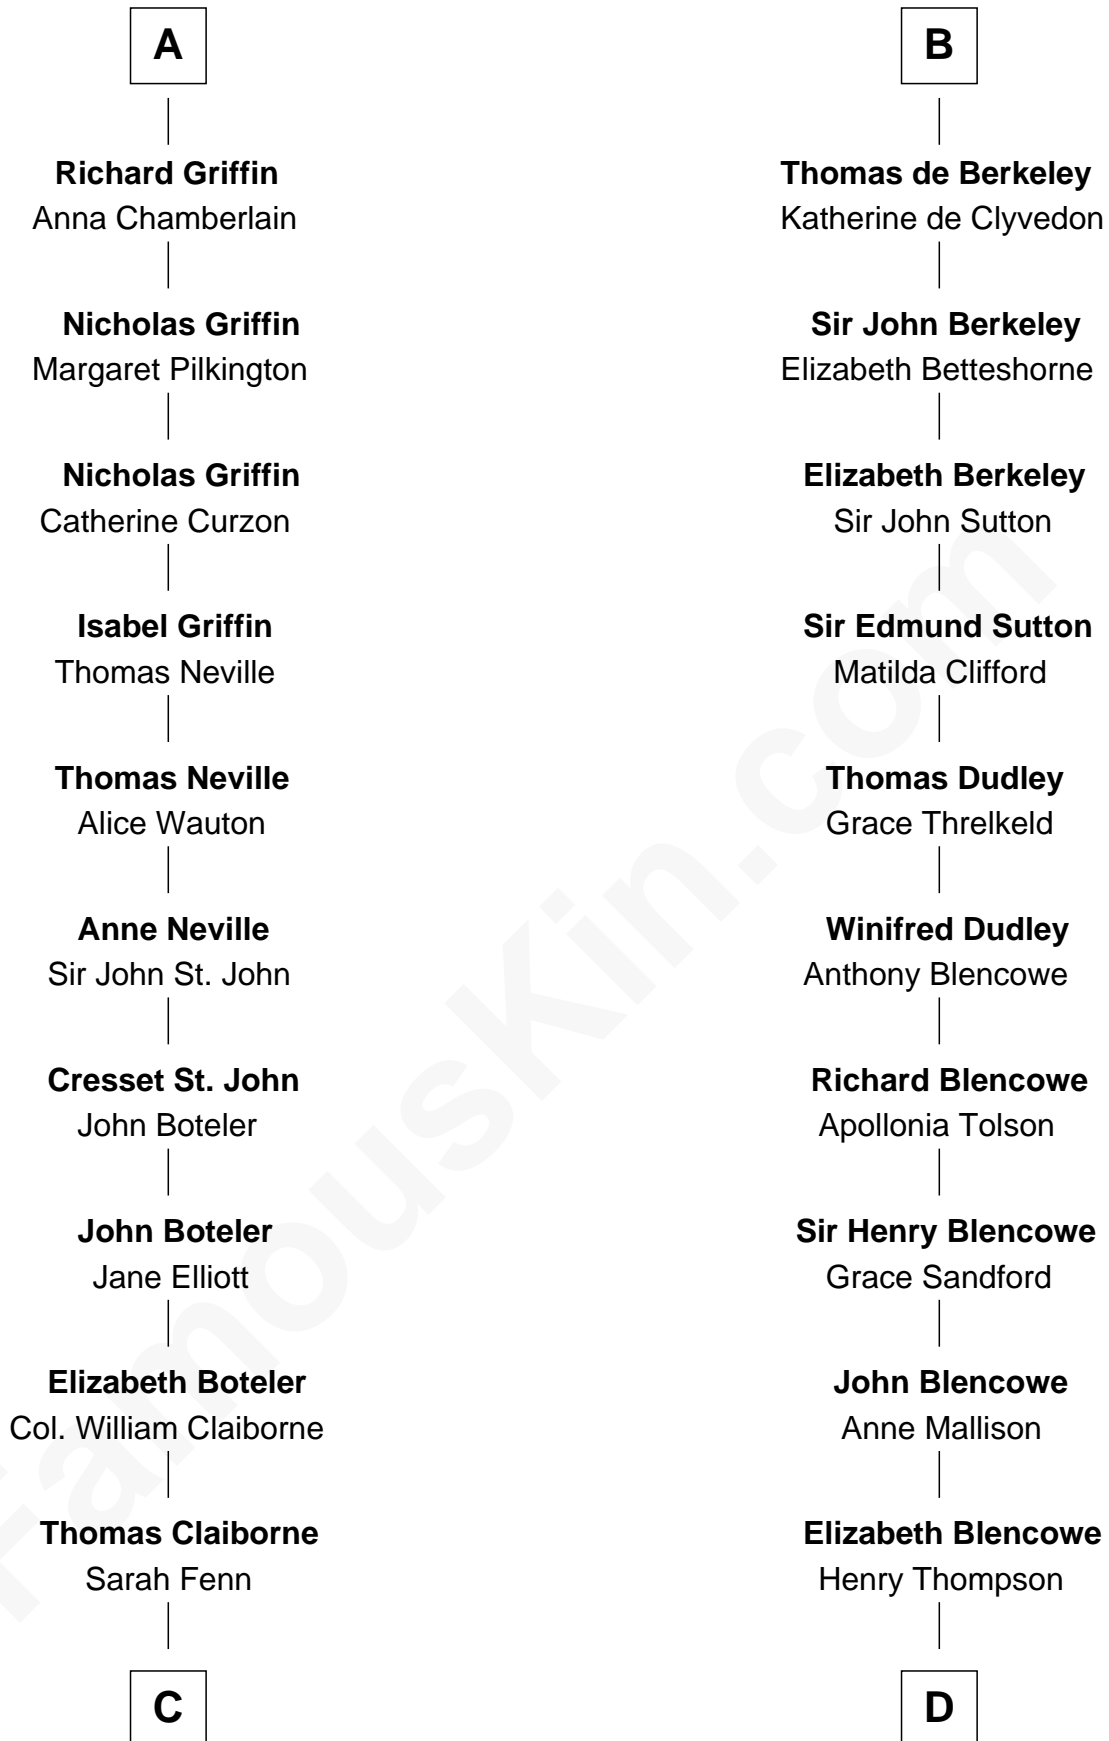 A
Richard Griffin
Anna Chamberlain
Nicholas Griffin
Margaret Pilkington
Nicholas Griffin
Catherine Curzon
Isabel Griffin
Thomas Neville
Thomas Neville
Alice Wauton
Anne Neville
Sir John St. John
Cresset St. John
John Boteler
John Boteler
Jane Elliott
Elizabeth Boteler
Col. William Claiborne
Thomas Claiborne
Sarah Fenn
C
B
Thomas de Berkeley
Katherine de Clyvedon
Sir John Berkeley
Elizabeth Betteshorne
Elizabeth Berkeley
Sir John Sutton
Sir Edmund Sutton
Matilda Clifford
Thomas Dudley
Grace Threlkeld
Winifred Dudley
Anthony Blencowe
Richard Blencowe
Apollonia Tolson
Sir Henry Blencowe
Grace Sandford
John Blencowe
Anne Mallison
Elizabeth Blencowe
Henry Thompson
D
FamousKin.com